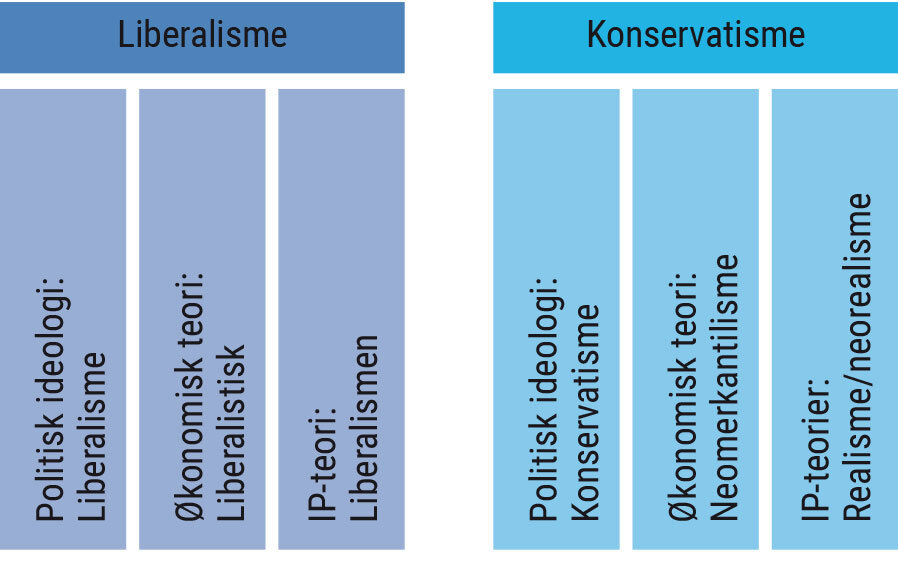 Liberalisme
Politisk ideologi:
Liberalisme
Økonomisk teori:
Liberalistisk
IP-teori:
Liberalismen
Konservatisme
Politisk ideologi:
Konservatisme
Økonomisk teori:
Neomerkantilisme
IP-teorier:
Realisme/neorealisme